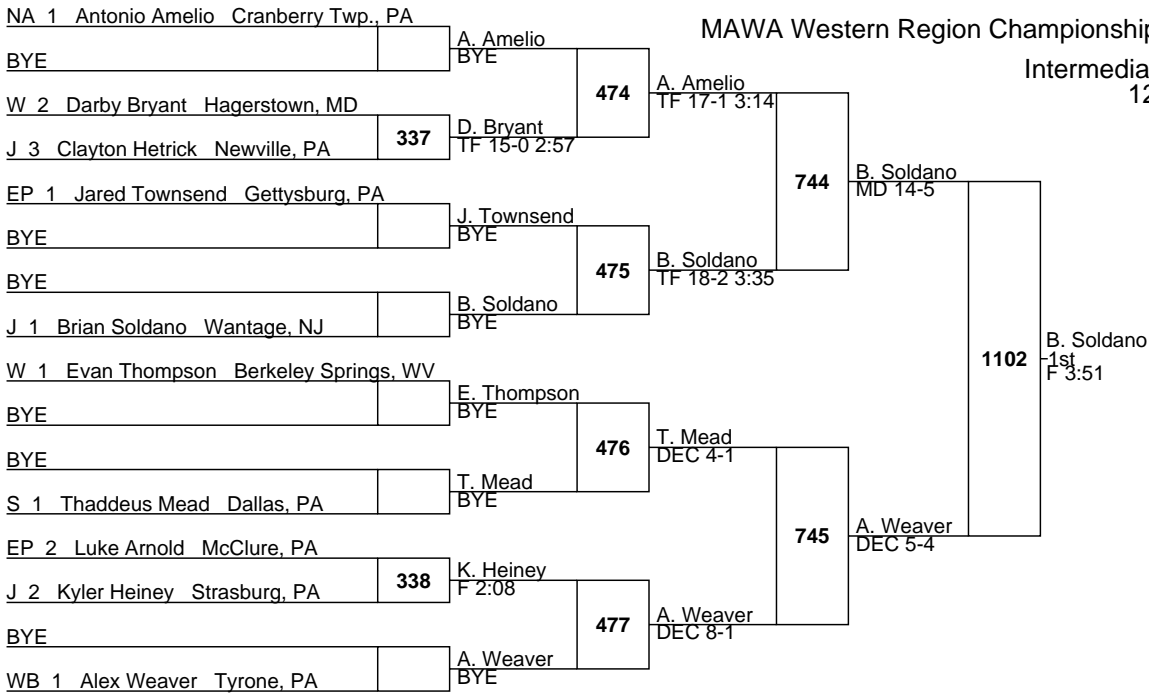 MAWA Western Region Championship
Intermedia
12
NA 1 Antonio Amelio Cranberry Twp., PA
BYE
A. Amelio
BYE
W 2 Darby Bryant Hagerstown, MD
337
J 3 Clayton Hetrick Newville, PA
D. Bryant
TF 15-0 2:57
474
A. Amelio
TF 17-1 3:14
EP 1 Jared Townsend Gettysburg, PA
BYE
J. Townsend
BYE
BYE
J 1 Brian Soldano Wantage, NJ
B. Soldano
BYE
475
B. Soldano
TF 18-2 3:35
744
B. Soldano
MD 14-5
W 1 Evan Thompson Berkeley Springs, WV
BYE
E. Thompson
BYE
BYE
S 1 Thaddeus Mead Dallas, PA
T. Mead
BYE
476
T. Mead
DEC 4-1
EP 2 Luke Arnold McClure, PA
338
J 2 Kyler Heiney Strasburg, PA
K. Heiney
F 2:08
BYE
WB 1 Alex Weaver Tyrone, PA
A. Weaver
BYE
477
A. Weaver
DEC 8-1
745
A. Weaver
DEC 5-4
1102
B. Soldano
1st
F 3:51